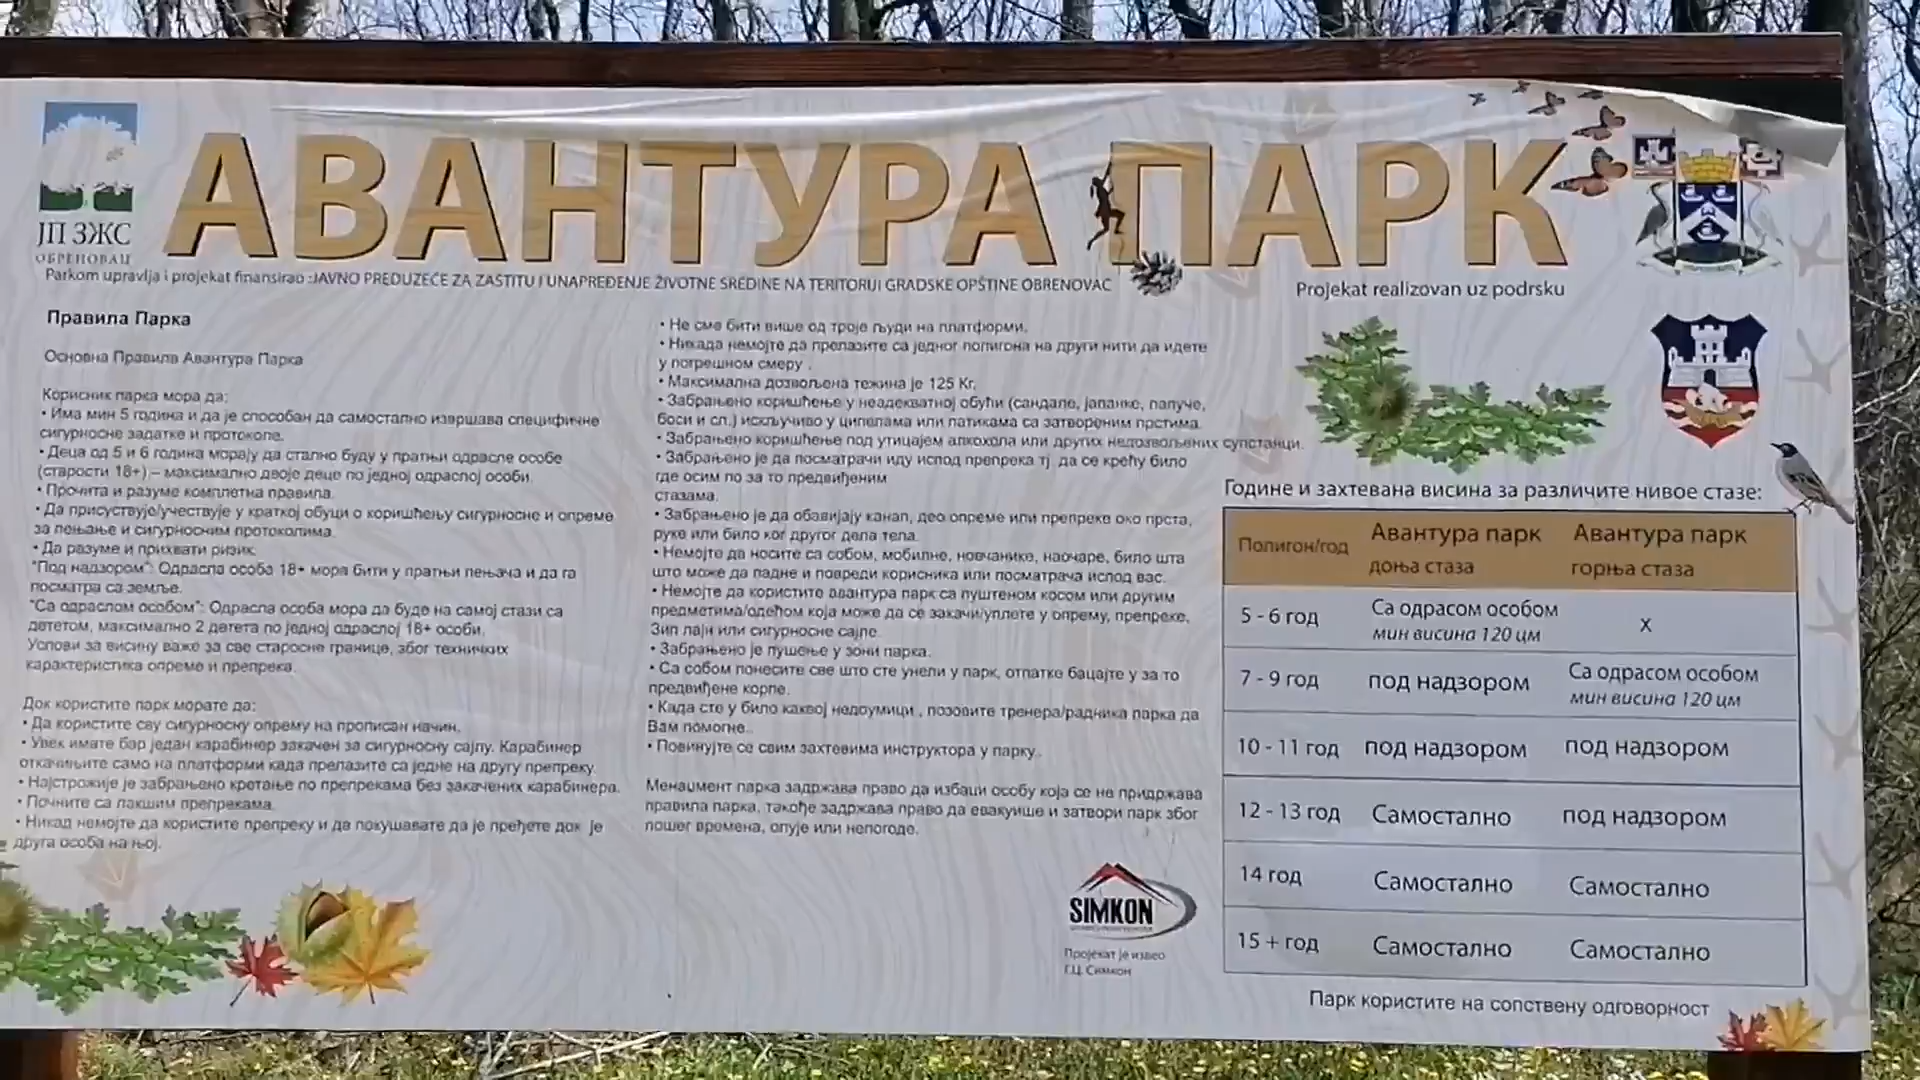 АВАНТУРА ПАРК
ЈП ЗЖС
ОБРЕНОВАЦ
Parkom upravlja i projekat finansirao :JAVNO PREDUZEĆE ZA ZAŠTITU I UNAPREĐENJE ŽIVOTNE SREDINE NA TERITORIJI GRADSKE OPŠTINE OBRENOVAC
Правила Парка
Основна Правила Авантура Парка
Корисник парка мора да:
• Има мин 5 година и да је способан да самостално извршава специфичне
сигурносне задатке и протоколе.
• Деца од 5 и 6 година морају да стално буду у пратњи одрасле особе
(старости 18+) – максимално двоје деце по једној одраслој особи.
• Прочита и разуме комплетна правила.
• Да присуствује/учествује у краткој обуци о коришћењу сигурносне и опреме
за пењање и сигурносним протоколима.
• Да разуме и прихвати ризик.
"Под надзором": Одрасла особа 18+ мора бити у пратњи пењача и да га
посматра са земље.
"Са одраслом особом": Одрасла особа мора да буде на самој стази са
дететом, максимално 2 детета по једној одраслој 18+ особи.
Услови за висину важе за све старосне границе, због техничких
карактеристика опреме и препрека.
Док користите парк морате да:
• Да користите сву сигурносну опрему на прописан начин.
• Увек имате бар један карабинер закачен за сигурносну сајлу. Карабинер
откачињите само на платформи када прелазите са једне на другу препреку.
• Најстрожије је забрањено кретање по препрекама без закачених карабинера.
• Почните са лакшим препрекама.
• Никад немојте да користите препреку и да покушавате да је пређете док је
друга особа на њој.
• Не сме бити више од троје људи на платформи.
• Никада немојте да прелазите са једног полигона на други нити да идете
у погрешном смеру .
• Максимална дозвољена тежина је 125 Кг.
• Забрањено коришћење у неадекватној обући (сандале, јапанке, папуче,
боси и сл.) искључиво у ципелама или патикама са затвореним прстима.
• Забрањено коришћење под утицајем алкохола или других недозвољених супстанци.
• Забрањено је да посматрачи иду испод препрека тј. да се крећу било
где осим по за то предвиђеним
стазама.
• Забрањено је да обавијају канап, део опреме или препреке око прста,
руке или било ког другог дела тела.
• Немојте да носите са собом, мобилне, новчанике, наочаре, било шта
што може да падне и повреди корисника или посматрача испод вас.
• Немојте да користите авантура парк са пуштеном косом или другим
предметима/одећом која може да се закачи/уплете у опрему, препреке,
Зип лајн или сигурносне сајле.
• Забрањено је пушење у зони парка.
• Са собом понесите све што сте унели у парк, отпатке бацајте у за то
предвиђене корпе.
• Када сте у било каквој недоумици , позовите тренера/радника парка да
Вам помогне..
• Повинујте се свим захтевима инструктора у парку.
Менаџмент парка задржава право да избаци особу која се не придржава
правила парка, такође задржава право да евакуише и затвори парк због
лошег времена, олује или непогоде.
SIMKON
Пројекат је извео
Г.Ц. Симкон
Projekat realizovan uz podrsku
Године и захтевана висина за различите нивое стазе:
Полигон/год Авантура парк доња стаза Авантура парк горња стаза
5 - 6 год Са одрасом особом мин висина 120 цм x
7 - 9 год под надзором Са одрасом особом мин висина 120 цм
10 - 11 год под надзором под надзором
12 - 13 год Самостално под надзором
14 год Самостално Самостално
15 + год Самостално Самостално
Парк користите на сопствену одговорност